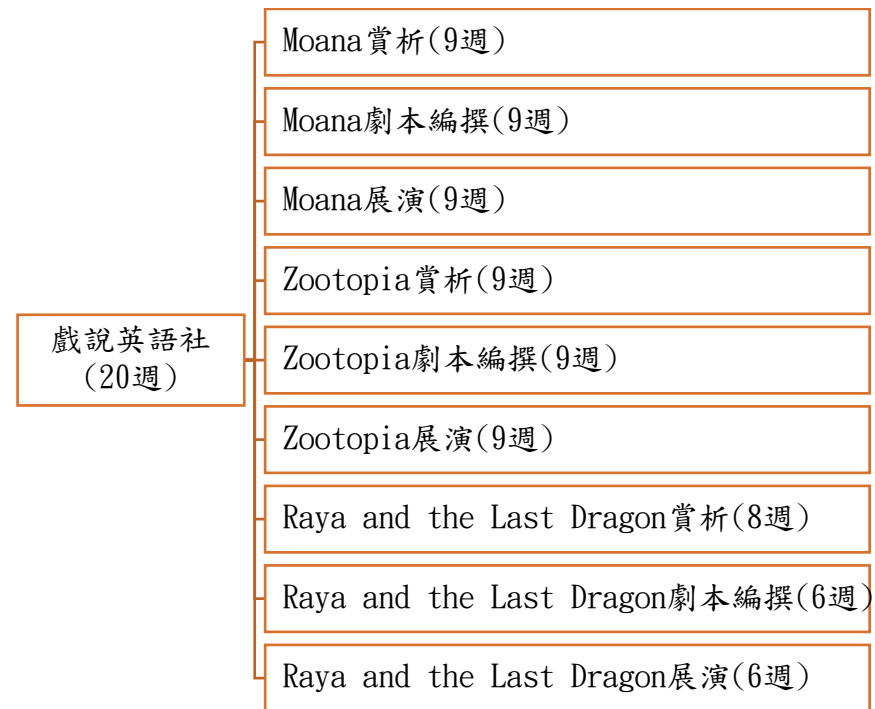 Moana賞析(9週)
Moana劇本編撰(9週)
Moana展演(9週)
Zootopia賞析(9週)
戲說英語社
(20週)
Zootopia劇本編撰(9週)
Zootopia展演(9週)
Raya and the Last Dragon賞析(8週)
Raya and the Last Dragon劇本編撰(6週)
Raya and the Last Dragon展演(6週)